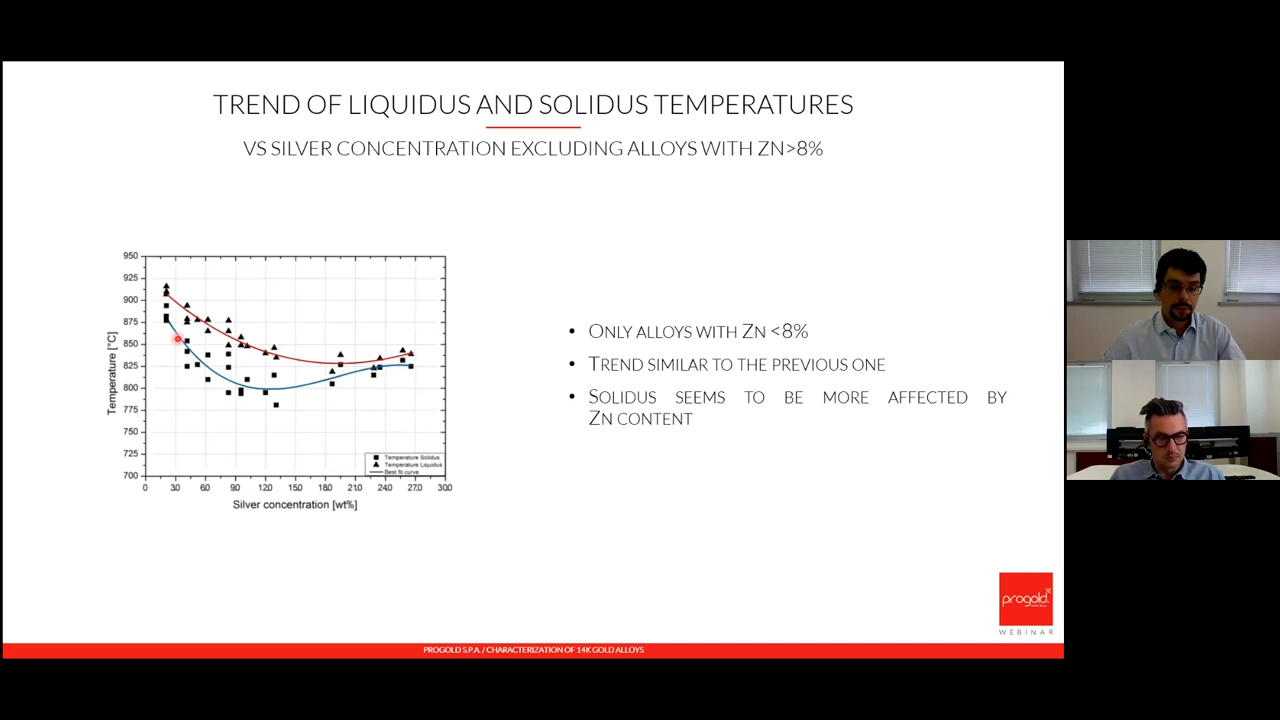 TREND OF LIQUIDUS AND SOLIDUS TEMPERATURES
VS SILVER CONCENTRATION EXCLUDING ALLOYS WITH ZN>8%
950
925
900
875
850
825
800
775
750
725
700
Temperature [°C]
0 30 60 90 120 150 180 210 240 270 300
Silver concentration [wt%]
Temperature Solidus
Temperature Liquidus
Best fit curve
• ONLY ALLOYS WITH ZN <8%
• TREND SIMILAR TO THE PREVIOUS ONE
• SOLIDUS SEEMS TO BE MORE AFFECTED BY
ZN CONTENT
progold
WEBINAR
PROGOLD S.P.A. / CHARACTERIZATION OF 14K GOLD ALLOYS